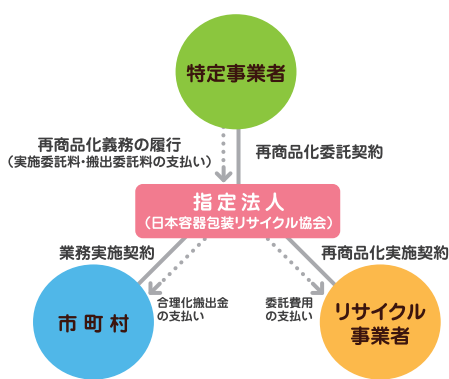 特定事業者
再商品化義務の履行
（実施委託料・搬出委託料の支払い）
再商品化委託契約
指定法人
（日本容器包装リサイクル協会）
業務実施契約
再商品化実施契約
市町村
合理化搬出金
の支払い
委託費用
の支払い
リサイクル
事業者